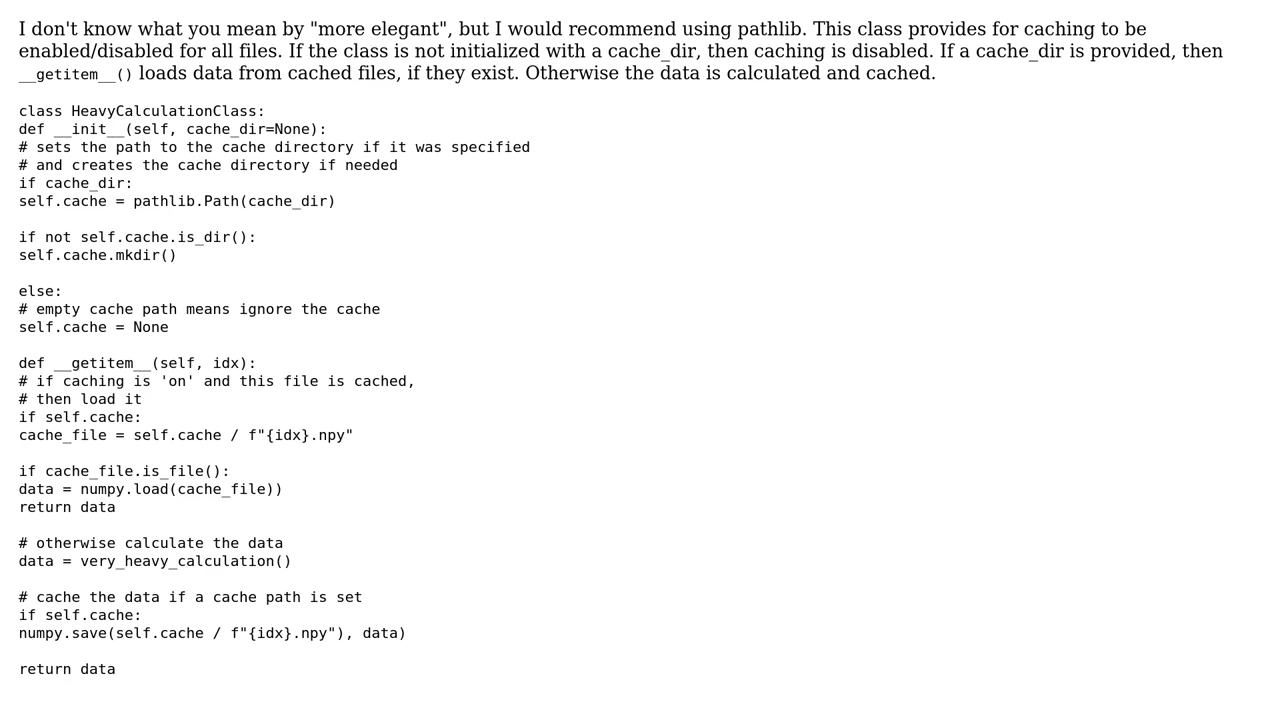 I don't know what you mean by "more elegant", but I would recommend using pathlib. This class provides for caching to be
enabled/disabled for all files. If the class is not initialized with a cache_dir, then caching is disabled. If a cache_dir is provided, then
__getitem__() loads data from cached files, if they exist. Otherwise the data is calculated and cached.
class HeavyCalculationClass:
def __init__(self, cache_dir=None):
# sets the path to the cache directory if it was specified
# and creates the cache directory if needed
if cache_dir:
self.cache = pathlib.Path(cache_dir)
if not self.cache.is_dir():
self.cache.mkdir()
else:
# empty cache path means ignore the cache
self.cache = None
def __getitem__(self, idx):
# if caching is 'on' and this file is cached,
# then load it
if self.cache:
cache_file = self.cache / f"{idx}.npy"
if cache_file.is_file():
data = numpy.load(cache_file))
return data
# otherwise calculate the data
data = very_heavy_calculation()
# cache the data if a cache path is set
if self.cache:
numpy.save(self.cache / f"{idx}.npy"), data)
return data